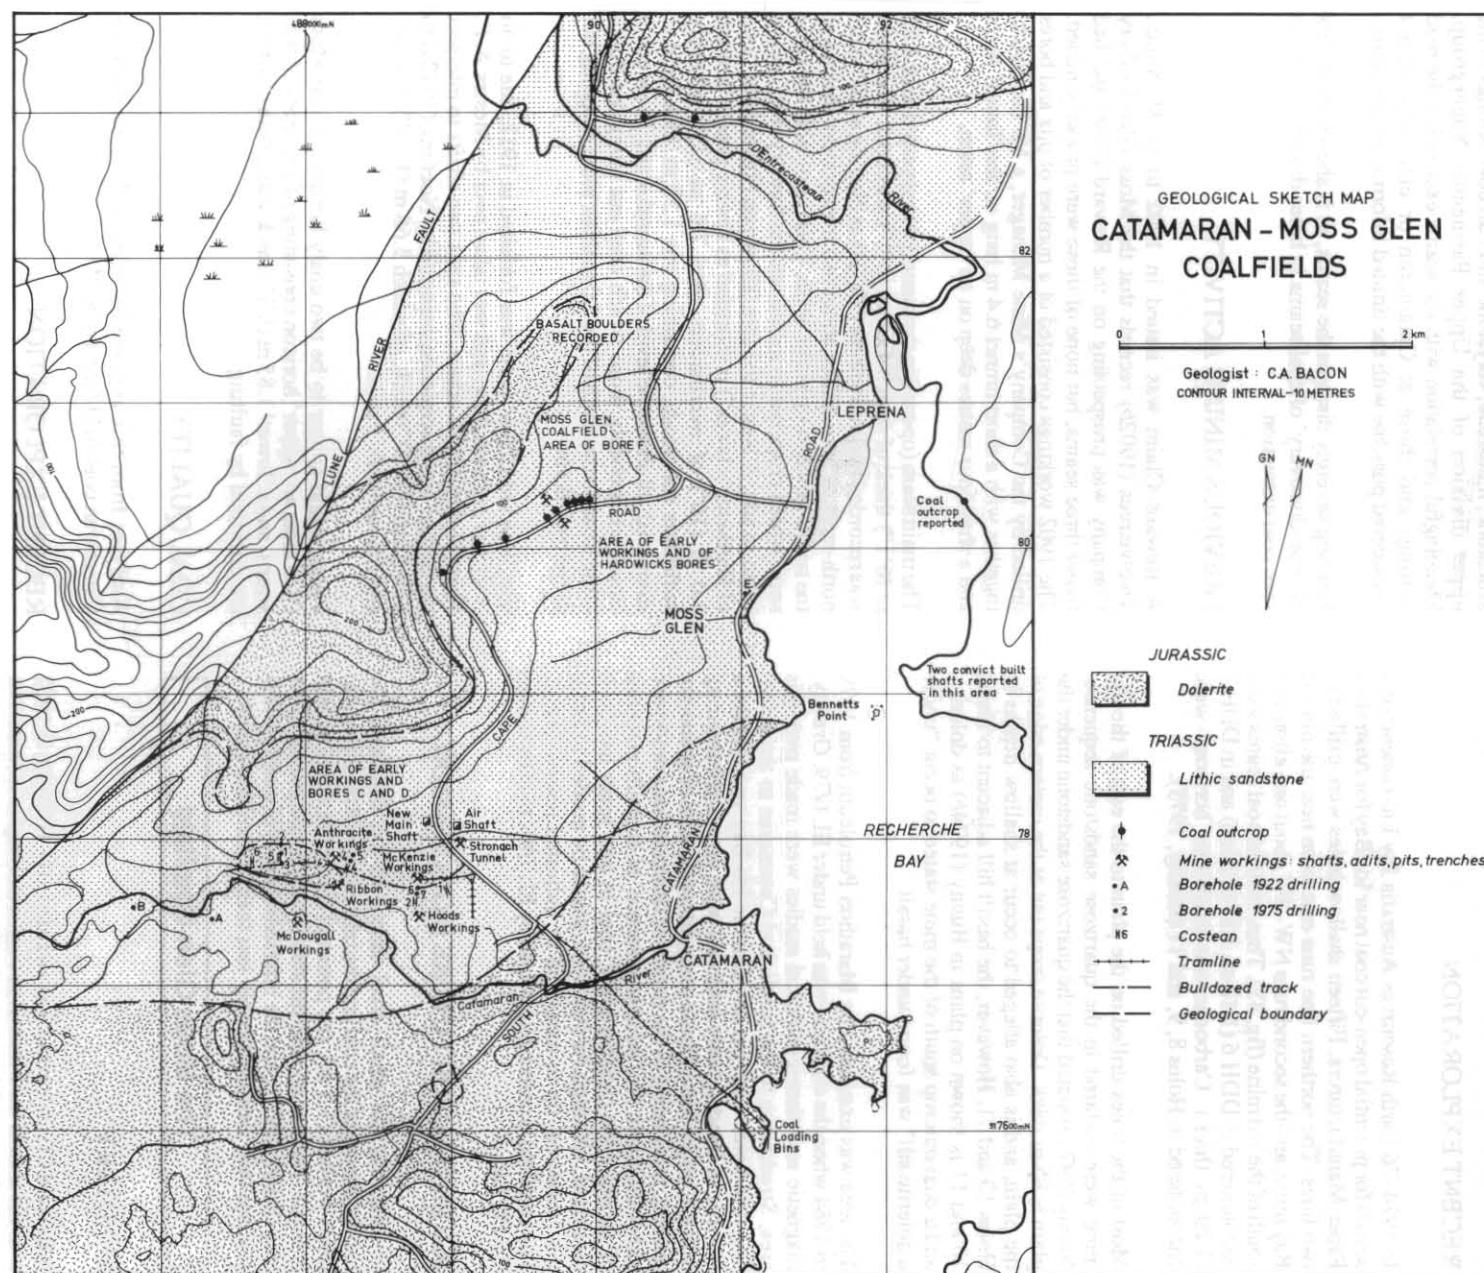 488000mN
90
92
100
D'Entrecasteaux
River
FAULT
RIVER
LUNE
82
BASALT BOULDERS
RECORDED
LEPRENA
ROAD
MOSS GLEN
COALFIELD
AREA OF BORE F
100
ROAD
Coal
outcrop
reported
80
AREA OF EARLY
WORKINGS AND OF
HARDWICKS BORES
E
MOSS
GLEN
200
200
Two convict built
shafts reported
in this area
Bennetts
Point
CAPE
AREA OF EARLY
WORKINGS AND
BORES C AND D
New
Main
Shaft
Air
Shaft
Stronach
Tunnel
Anthracite
Workings
McKenzie
Workings
Ribbon
Workings
Hoods
Workings
McDougall
Workings
B
A
RECHERCHE
BAY
78
CATAMARAN
CATAMARAN
Catamaran
River
SOUTH
Coal
Loading
Bins
7600mN
100
GEOLOGICAL SKETCH MAP
CATAMARAN – MOSS GLEN
COALFIELDS
0 1 2 km
Geologist : C.A. BACON
CONTOUR INTERVAL–10 METRES
GN MN
JURASSIC
Dolerite
TRIASSIC
Lithic sandstone
Coal outcrop
Mine workings: shafts, adits, pits, trenches
•A Borehole 1922 drilling
•2 Borehole 1975 drilling
Costean
Tramline
Bulldozed track
Geological boundary